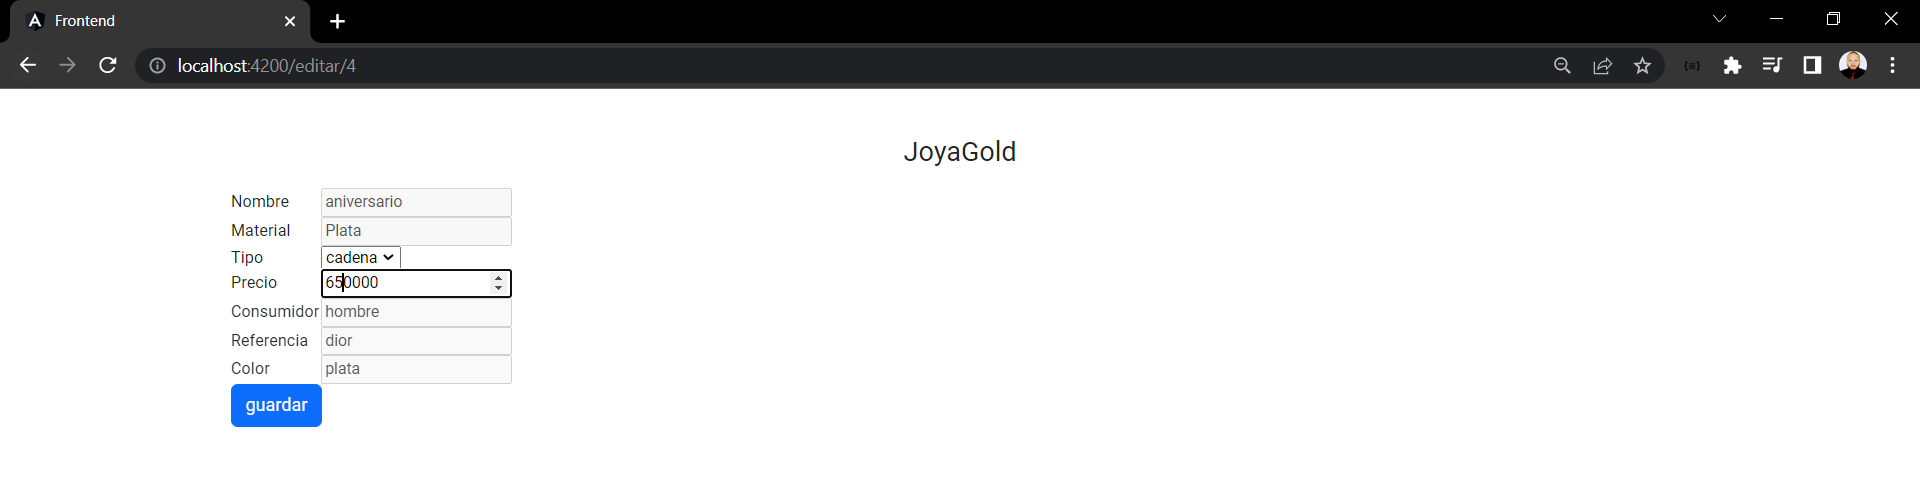 Frontend
localhost:4200/editar/4
JoyaGold
Nombre aniversario
Material Plata
Tipo cadena
Precio 650000
Consumidor hombre
Referencia dior
Color plata
guardar